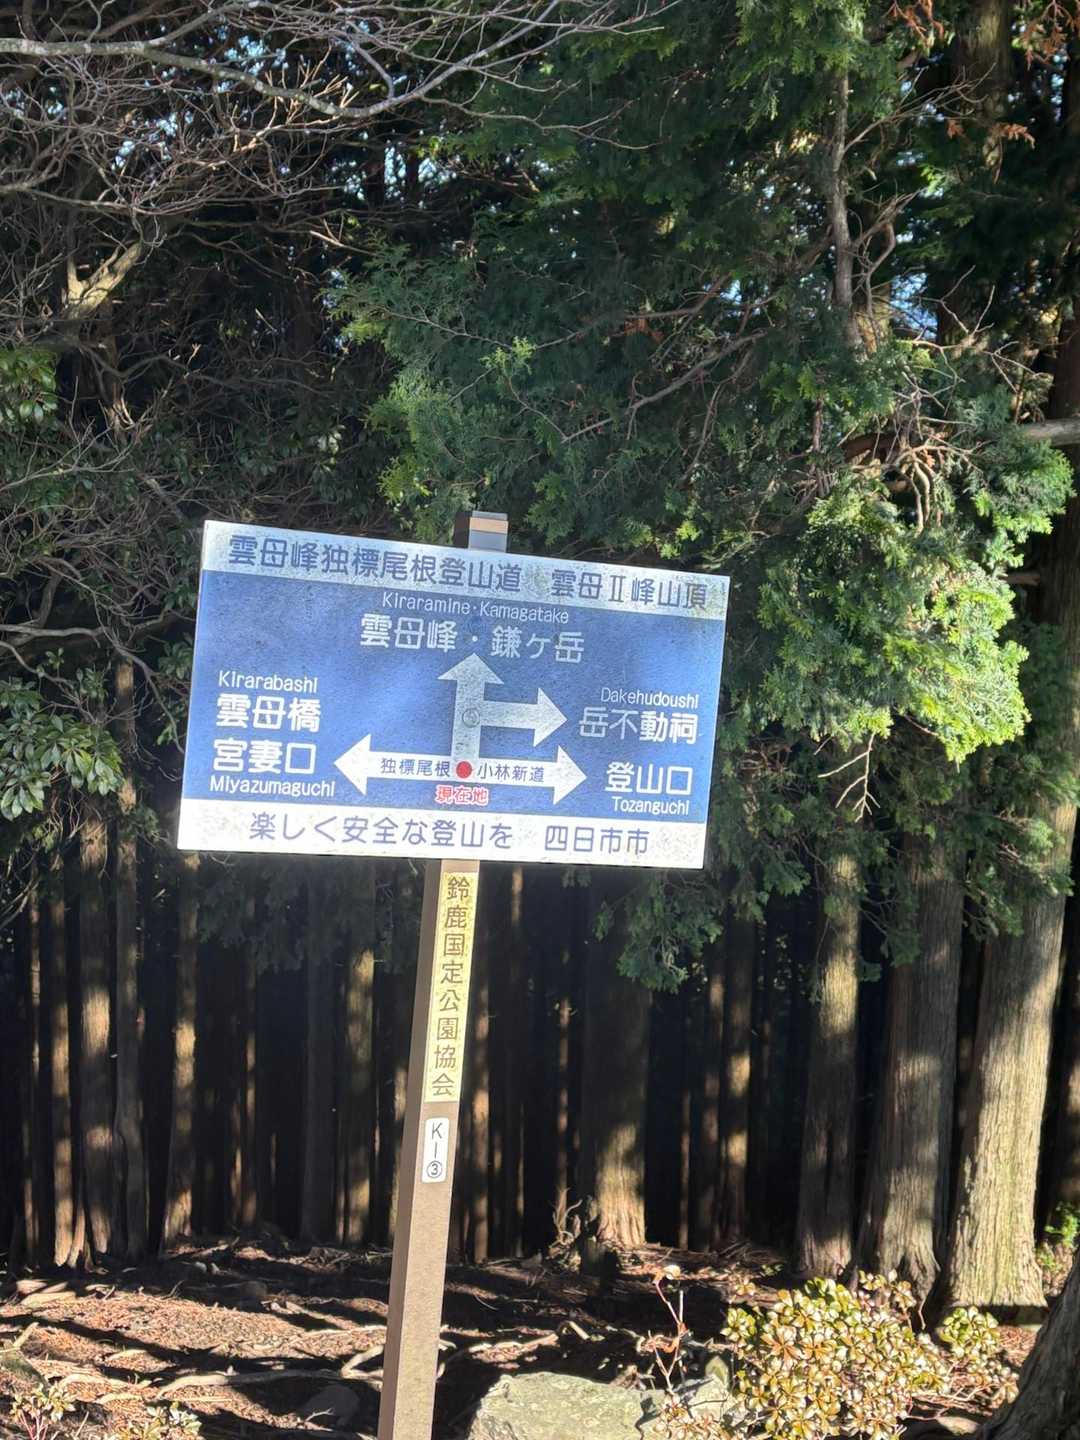 雲母峰独標尾根登山道　雲母Ⅱ峰山頂
Kiraramine・Kamagatake
雲母峰・鎌ヶ岳
Kirarabashi
雲母橋
宮妻口
Miyazumaguchi
Dakehudoushi
岳不動祠
独標尾根 小林新道
現在地
登山口
Tozanguchi
楽しく安全な登山を　四日市市
鈴鹿国定公園協会
K－③